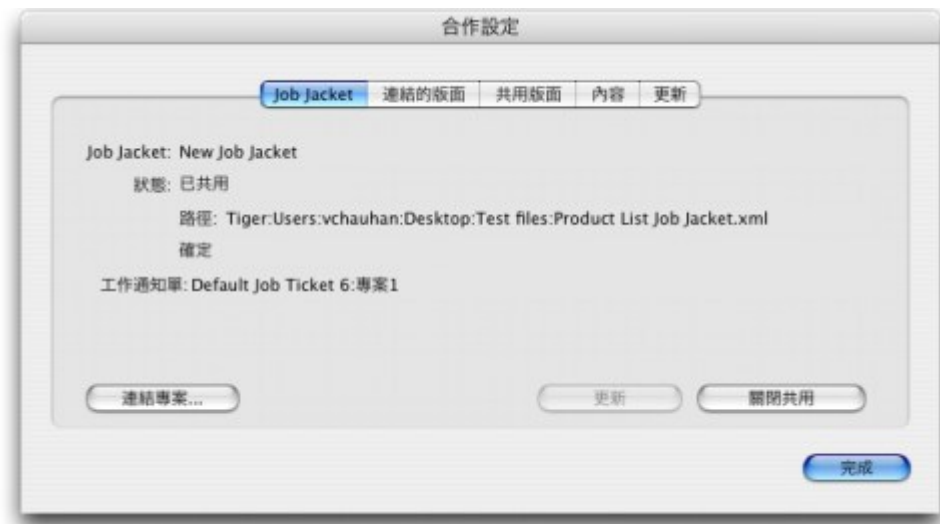 合作設定
Job Jacket 連結的版面 共用版面 內容 更新
Job Jacket: New Job Jacket
狀態: 已共用
路徑: Tiger:Users:vchauhan:Desktop:Test files:Product List Job Jacket.xml
確定
工作通知單: Default Job Ticket 6:專案1
連結專案... 更新 關閉共用
完成